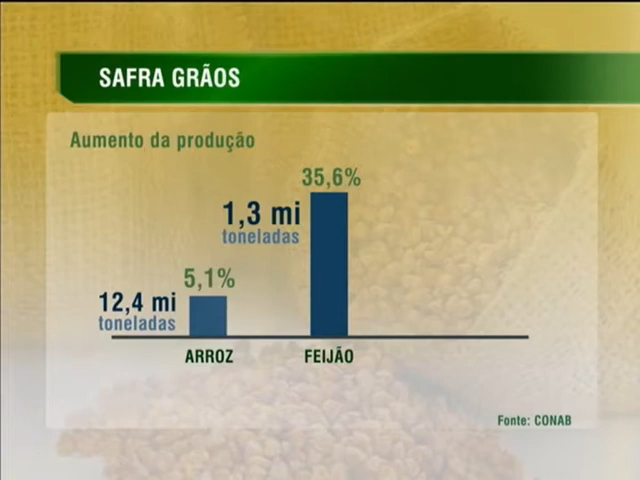 SAFRA GRÃOS
Aumento da produção
35,6%
1,3 mi
toneladas
5,1%
12,4 mi
toneladas
ARROZ
FEIJÃO
Fonte: CONAB